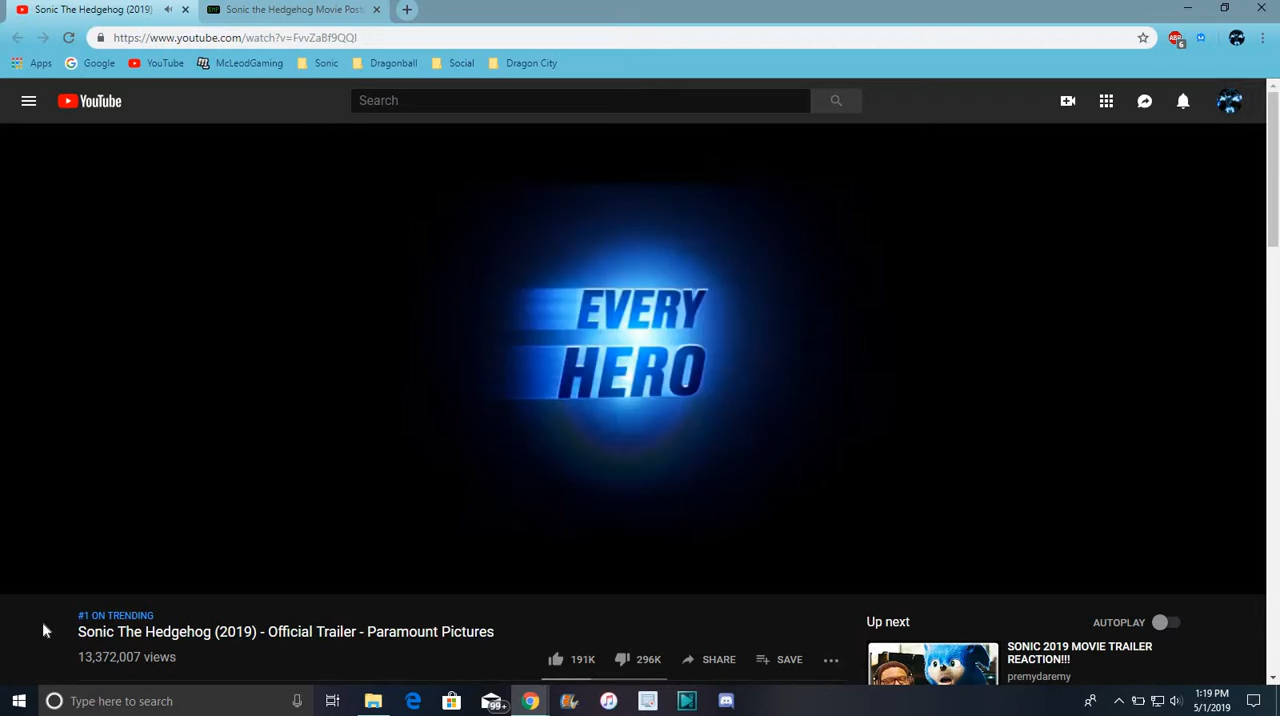 Sonic The Hedgehog (2019)
Sonic the Hedgehog Movie Post
https://www.youtube.com/watch?v=FvvZaBf9QQI
ABP
6
Apps
Google
YouTube
McLeodGaming
Sonic
Dragonball
Social
Dragon City
YouTube
Search
EVERY
HERO
#1 ON TRENDING
Sonic The Hedgehog (2019) - Official Trailer - Paramount Pictures
13,372,007 views
191K
296K
SHARE
SAVE
Up next
AUTOPLAY
SONIC 2019 MOVIE TRAILER
REACTION!!!
premydaremy
Type here to search
99+
1:19 PM
5/1/2019